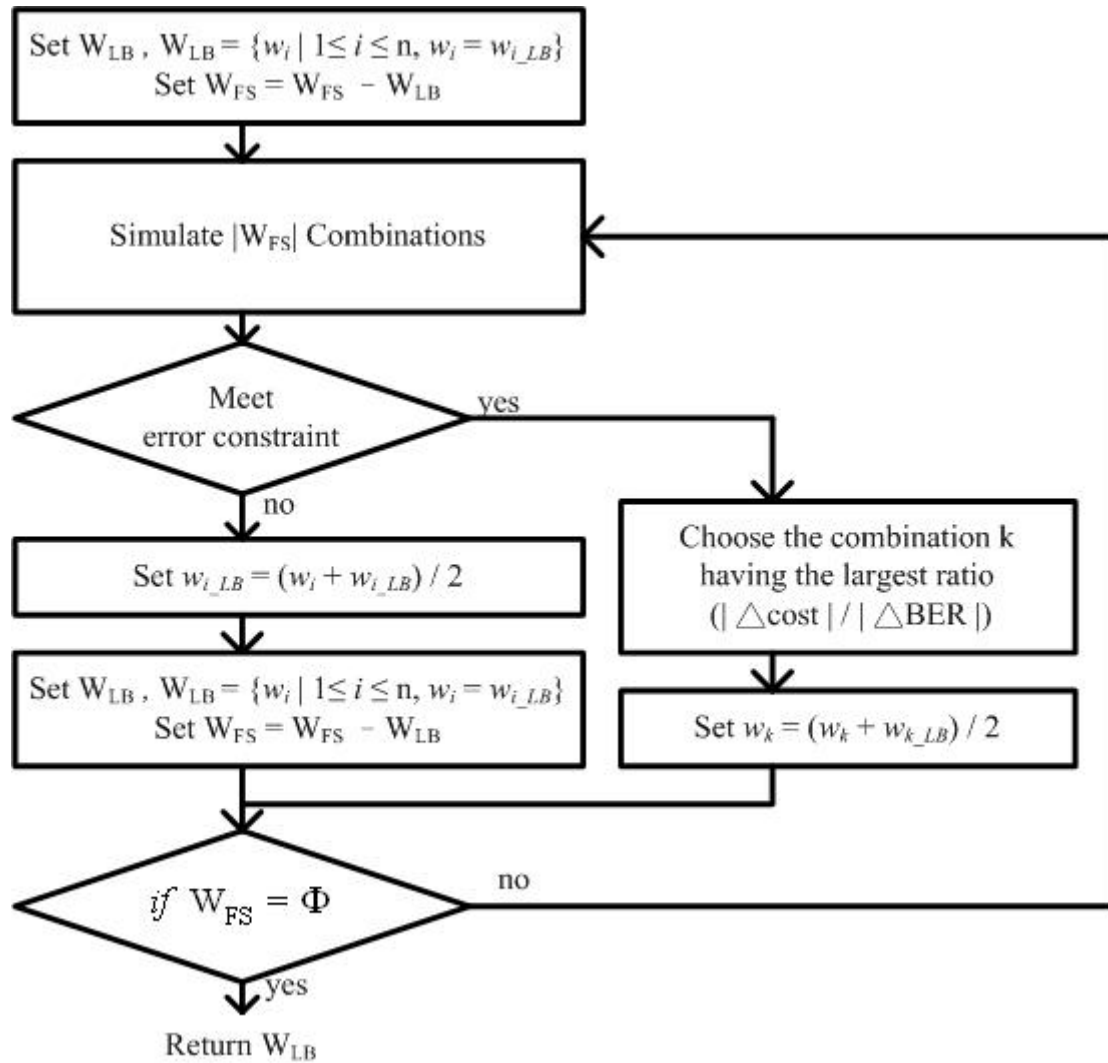 Set W_LB , W_LB = {w_i | 1≤ i ≤ n, w_i = w_i_LB}
Set W_FS = W_FS − W_LB
Simulate |W_FS| Combinations
Meet
error constraint
yes
no
Set w_i_LB = (w_i + w_i_LB) / 2
Set W_LB , W_LB = {w_i | 1≤ i ≤ n, w_i = w_i_LB}
Set W_FS = W_FS − W_LB
Choose the combination k
having the largest ratio
(| △cost | / | △BER |)
Set w_k = (w_k + w_k_LB) / 2
if W_FS = Φ
no
yes
Return W_LB